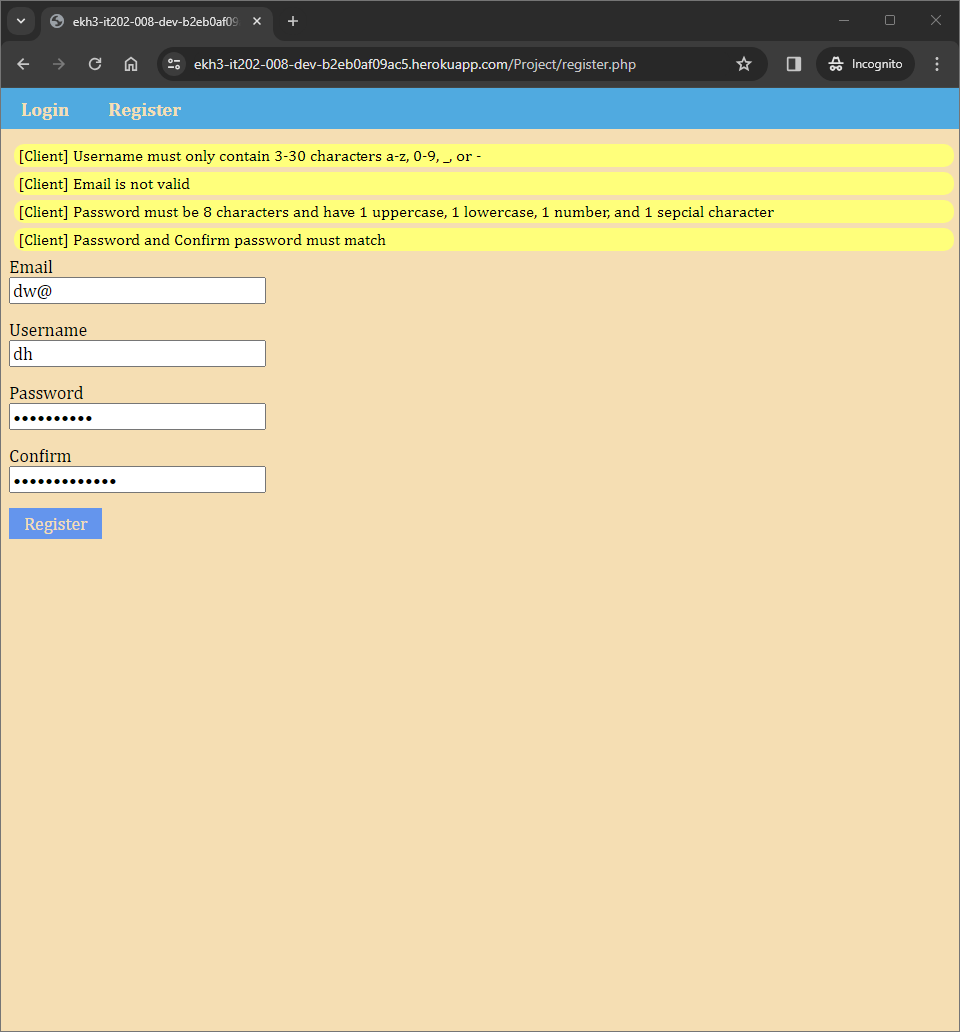 ekh3-it202-008-dev-b2eb0af09
ekh3-it202-008-dev-b2eb0af09ac5.herokuapp.com/Project/register.php
Incognito
Login Register
[Client] Username must only contain 3-30 characters a-z, 0-9, _, or -
[Client] Email is not valid
[Client] Password must be 8 characters and have 1 uppercase, 1 lowercase, 1 number, and 1 sepcial character
[Client] Password and Confirm password must match
Email
dw@
Username
dh
Password
••••••••••
Confirm
•••••••••••••
Register